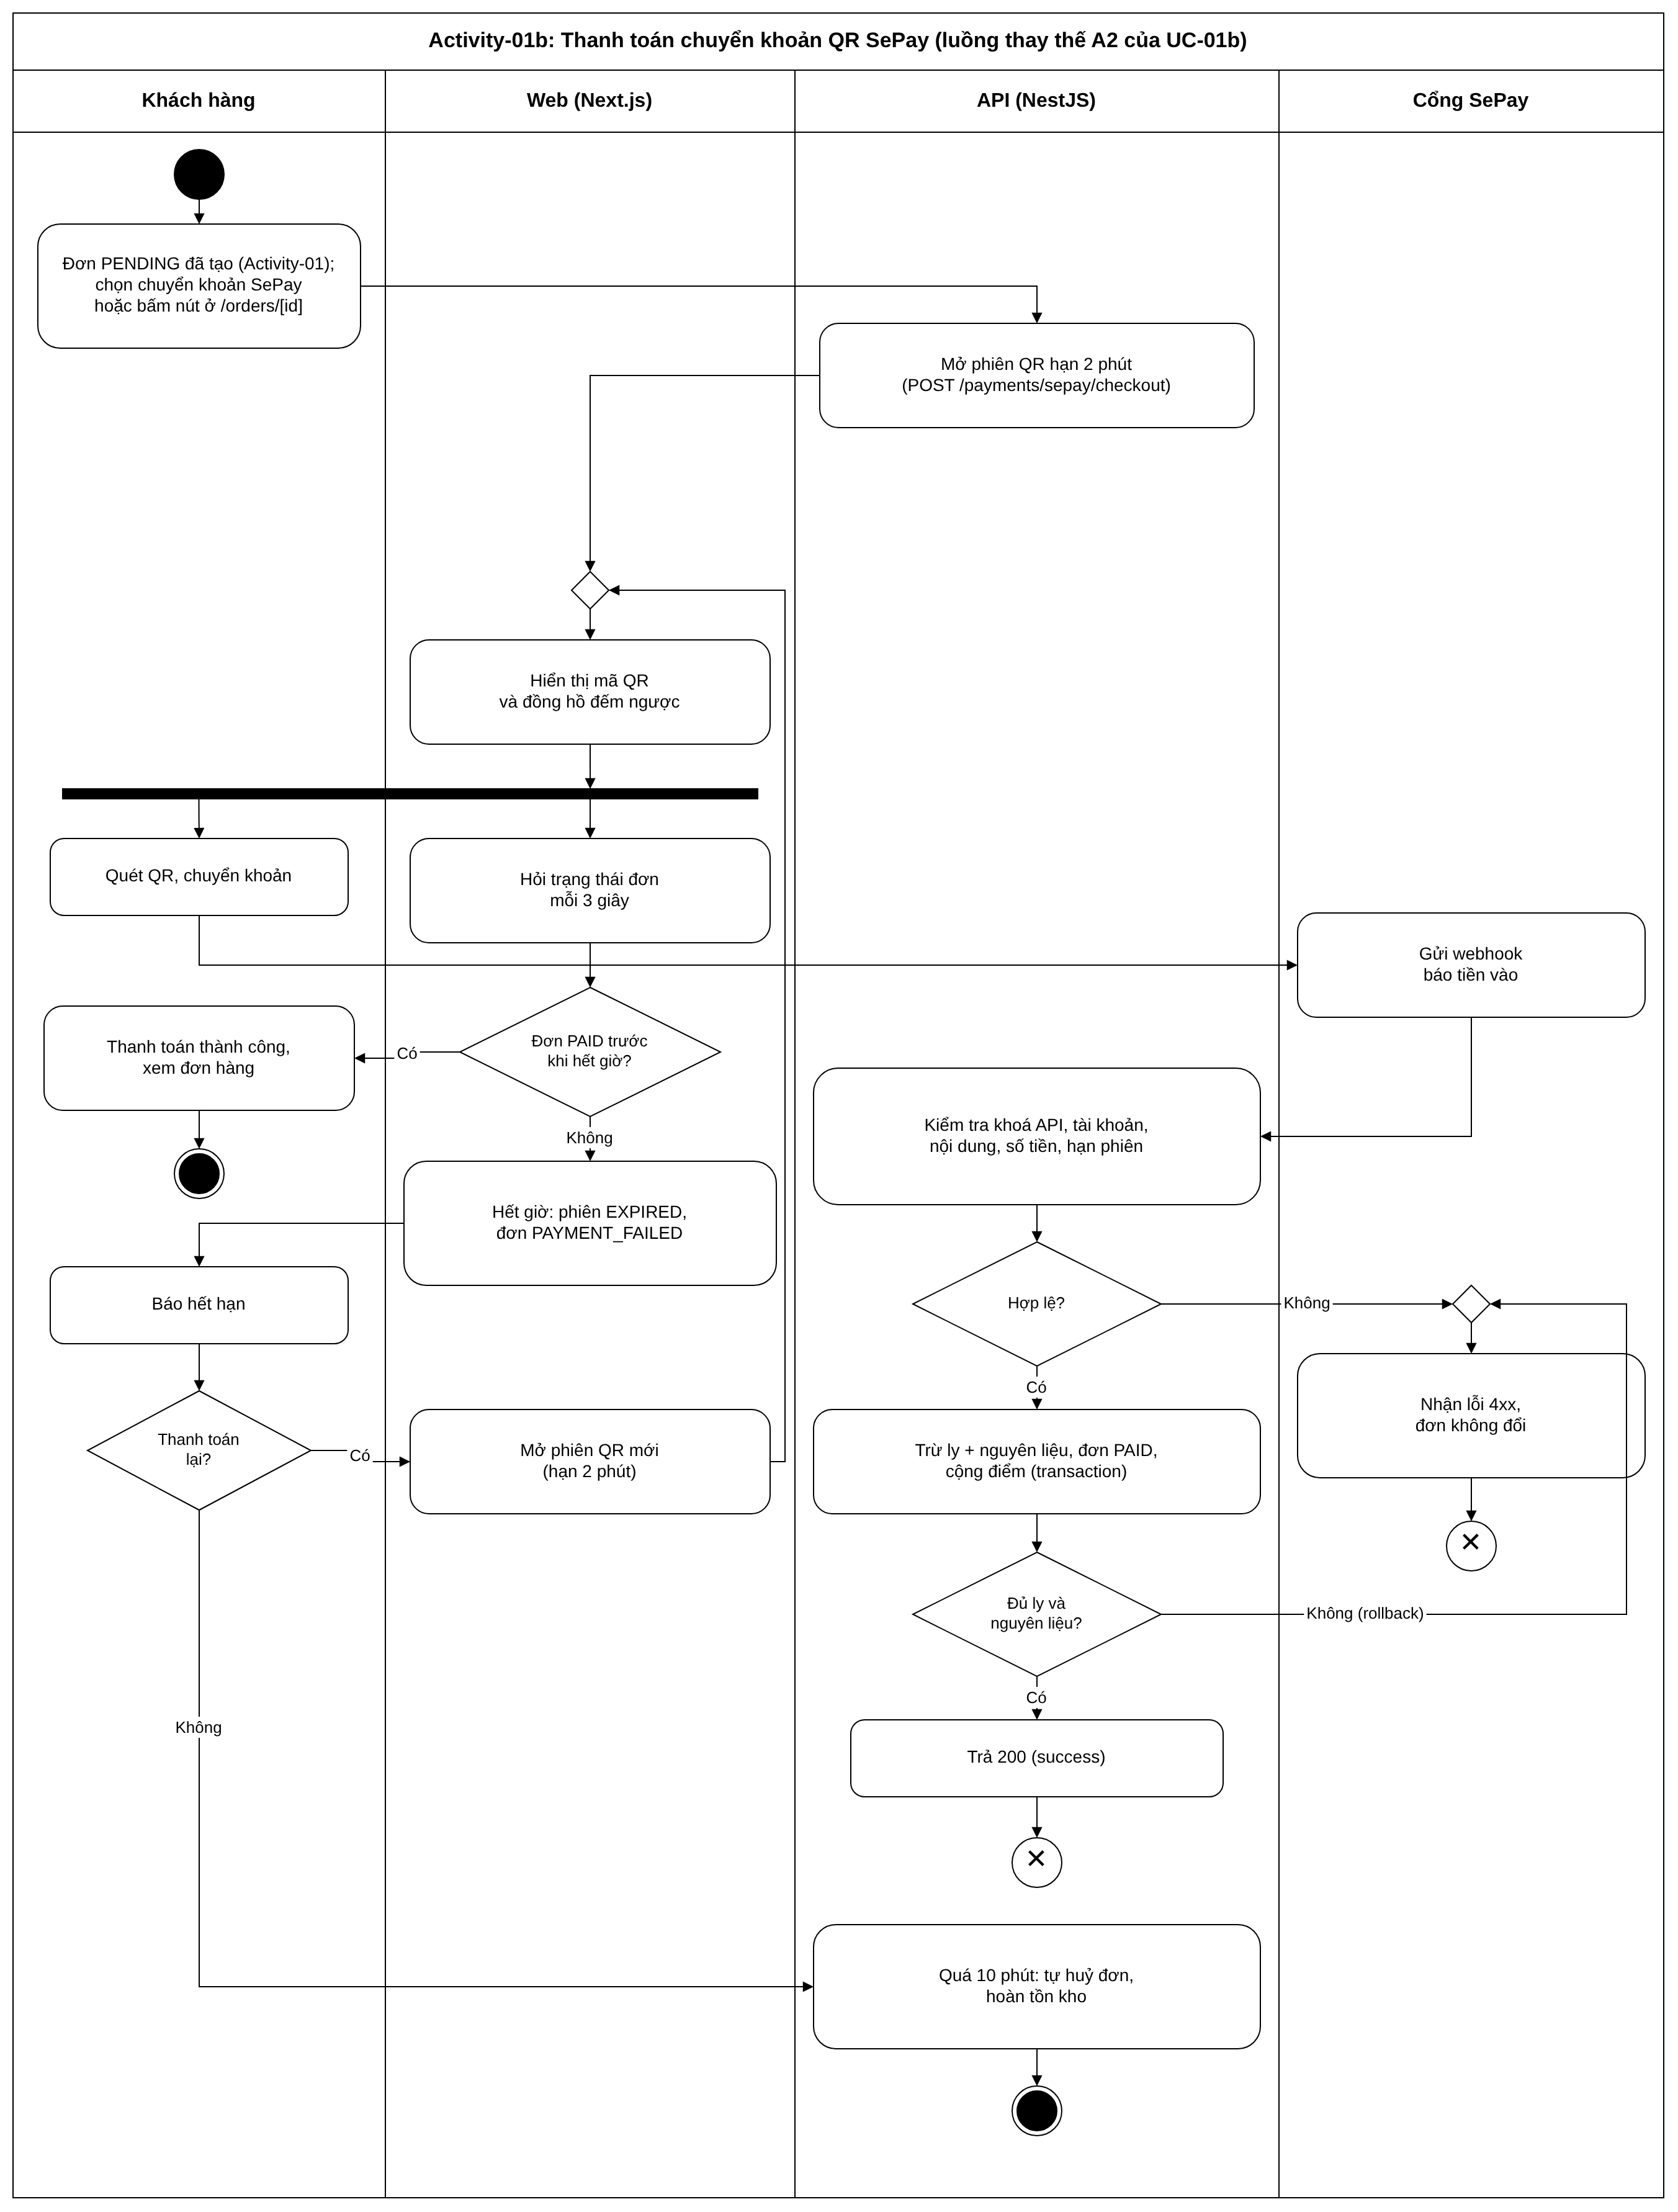 Activity-01b: Thanh toán chuyển khoản QR SePay (luồng thay thế A2 của UC-01b)
Khách hàng
Web (Next.js)
API (NestJS)
Cổng SePay
Đơn PENDING đã tạo (Activity-01);
chọn chuyển khoản SePay
hoặc bấm nút ở /orders/[id]
Mở phiên QR hạn 2 phút
(POST /payments/sepay/checkout)
Hiển thị mã QR
và đồng hồ đếm ngược
Quét QR, chuyển khoản
Hỏi trạng thái đơn
mỗi 3 giây
Gửi webhook
báo tiền vào
Thanh toán thành công,
xem đơn hàng
Có
Đơn PAID trước
khi hết giờ?
Không
Kiểm tra khoá API, tài khoản,
nội dung, số tiền, hạn phiên
Hết giờ: phiên EXPIRED,
đơn PAYMENT_FAILED
Báo hết hạn
Hợp lệ?
Không
Có
Nhận lỗi 4xx,
đơn không đổi
Thanh toán
lại?
Có
Mở phiên QR mới
(hạn 2 phút)
Trừ ly + nguyên liệu, đơn PAID,
cộng điểm (transaction)
Đủ ly và
nguyên liệu?
Không (rollback)
Có
Không
Trả 200 (success)
Quá 10 phút: tự huỷ đơn,
hoàn tồn kho